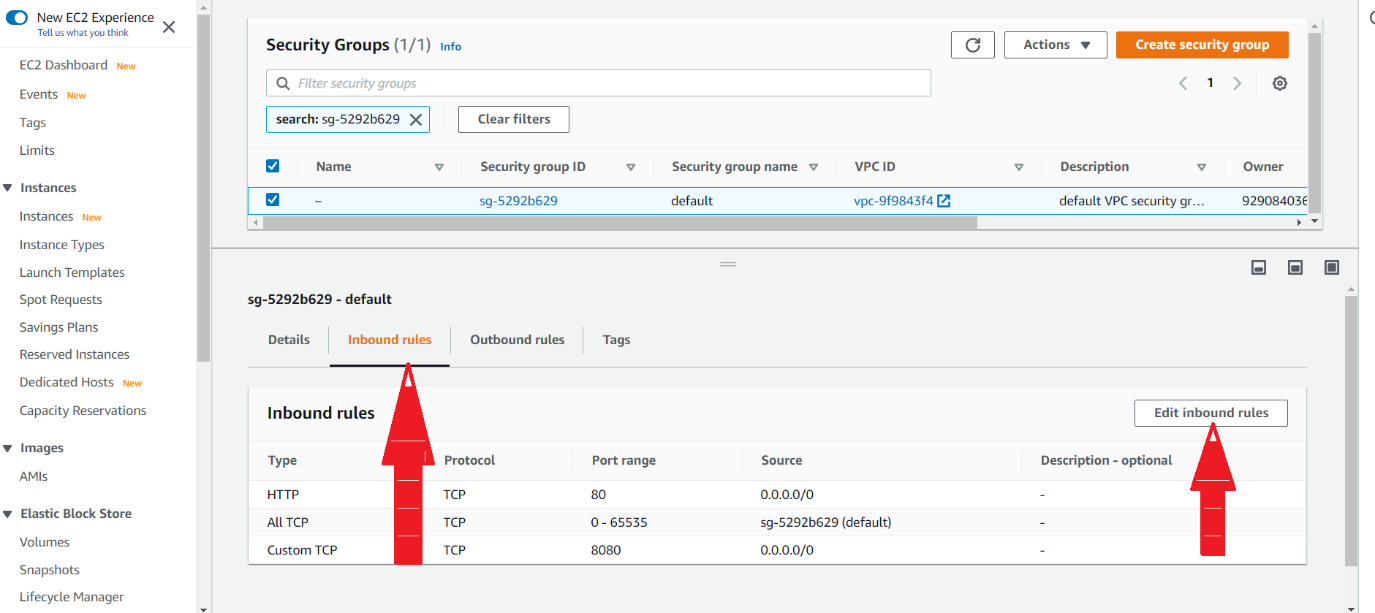 New EC2 Experience
Tell us what you think
EC2 Dashboard New
Events New
Tags
Limits
Instances
Instances New
Instance Types
Launch Templates
Spot Requests
Savings Plans
Reserved Instances
Dedicated Hosts New
Capacity Reservations
Images
AMIs
Elastic Block Store
Volumes
Snapshots
Lifecycle Manager
Security Groups (1/1) Info
Actions
Create security group
Filter security groups
1
search: sg-5292b629
Clear filters
Name Security group ID Security group name VPC ID Description Owner
– sg-5292b629 default vpc-9f9843f4 default VPC security gr... 929084036
sg-5292b629 - default
Details Inbound rules Outbound rules Tags
Inbound rules
Edit inbound rules
Type Protocol Port range Source Description - optional
HTTP TCP 80 0.0.0.0/0 -
All TCP TCP 0 - 65535 sg-5292b629 (default) -
Custom TCP TCP 8080 0.0.0.0/0 -